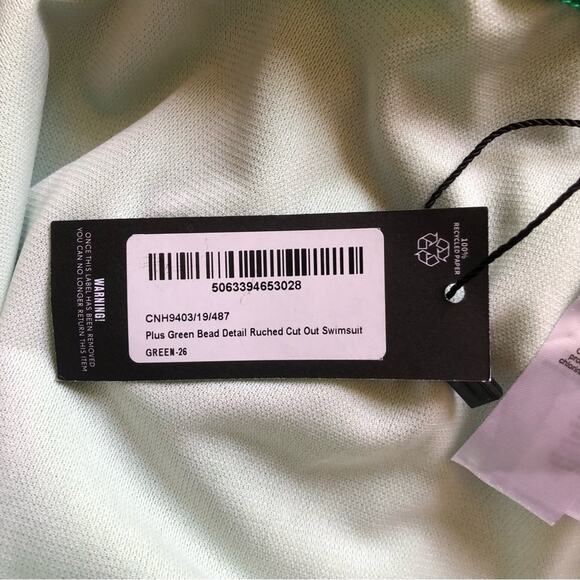 WARNING!
ONCE THIS LABEL HAS BEEN REMOVED
YOU CAN NO LONGER RETURN THIS ITEM
5063394653028
CNH9403/19/487
Plus Green Bead Detail Ruched Cut Out Swimsuit
GREEN-26
100%
RECYCLED PAPER